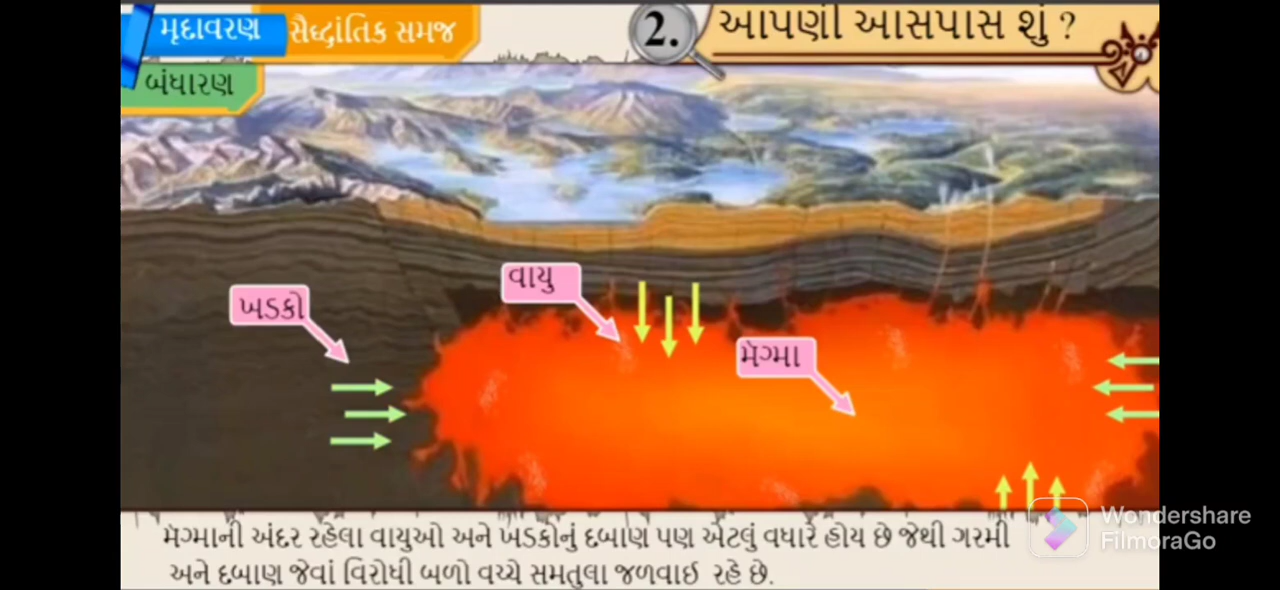 મૃદાવરણ
સૈદ્ધાંતિક સમજ
2.
આપણી આસપાસ શું ?
બંધારણ
વાયુ
ખડકો
મેગ્મા
મેગ્માની અંદર રહેલા વાયુઓ અને ખડકોનું દબાણ પણ એટલું વધારે હોય છે જેથી ગરમી
અને દબાણ જેવાં વિરોધી બળો વચ્ચે સમતુલા જળવાઈ રહે છે.
Wondershare
FilmoraGo